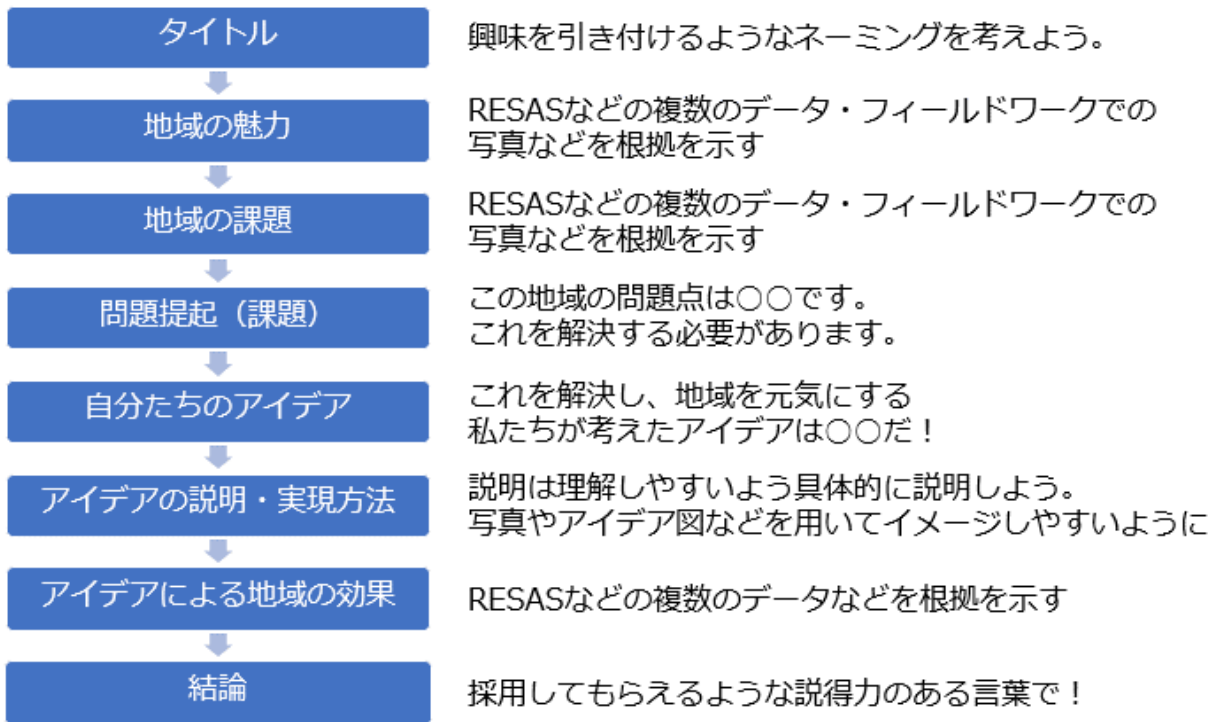 タイトル
興味を引き付けるようなネーミングを考えよう。
地域の魅力
RESASなどの複数のデータ・フィールドワークでの
写真などを根拠を示す
地域の課題
RESASなどの複数のデータ・フィールドワークでの
写真などを根拠を示す
問題提起（課題）
この地域の問題点は○○です。
これを解決する必要があります。
自分たちのアイデア
これを解決し、地域を元気にする
私たちが考えたアイデアは○○だ！
アイデアの説明・実現方法
説明は理解しやすいよう具体的に説明しよう。
写真やアイデア図などを用いてイメージしやすいように
アイデアによる地域の効果
RESASなどの複数のデータなどを根拠を示す
結論
採用してもらえるような説得力のある言葉で！